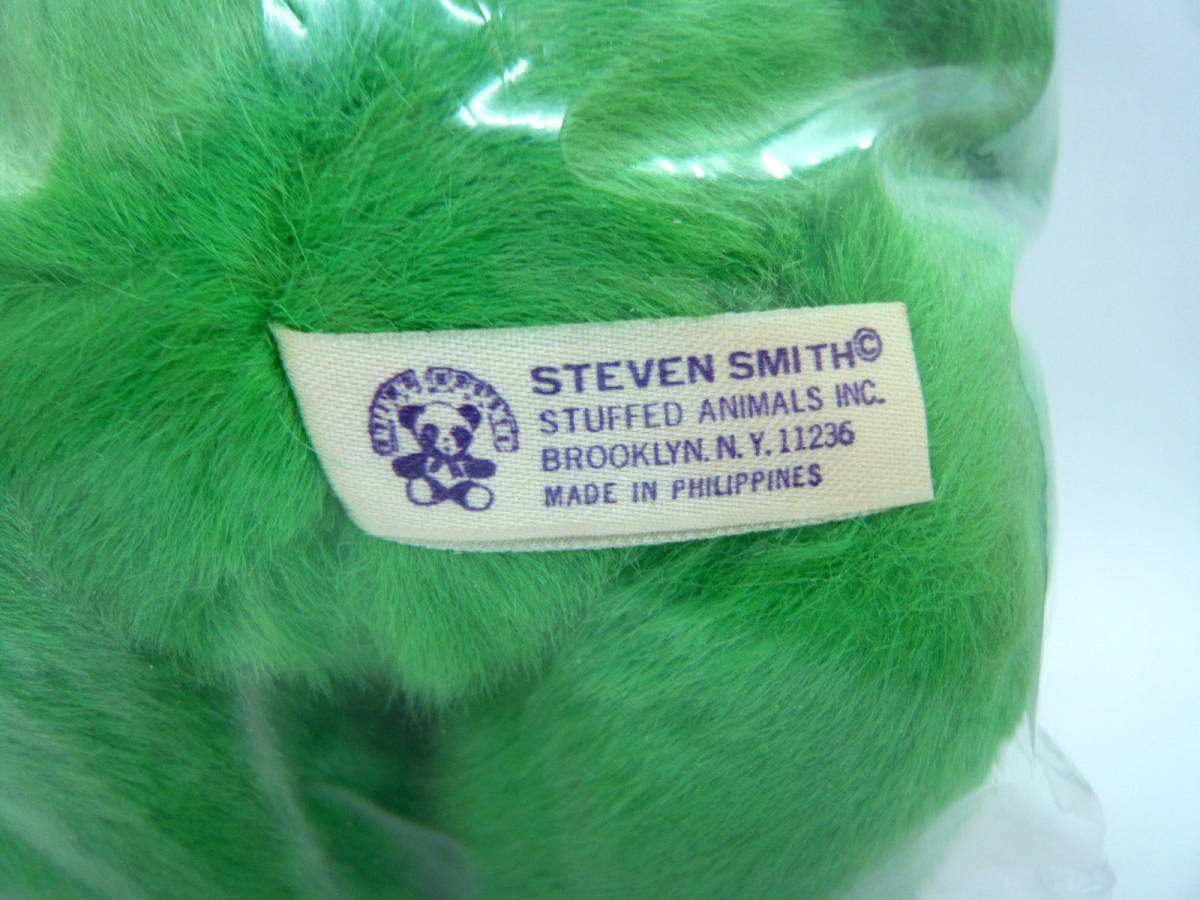 STEVEN SMITH©
STUFFED ANIMALS INC.
BROOKLYN. N. Y. 11236
MADE IN PHILIPPINES